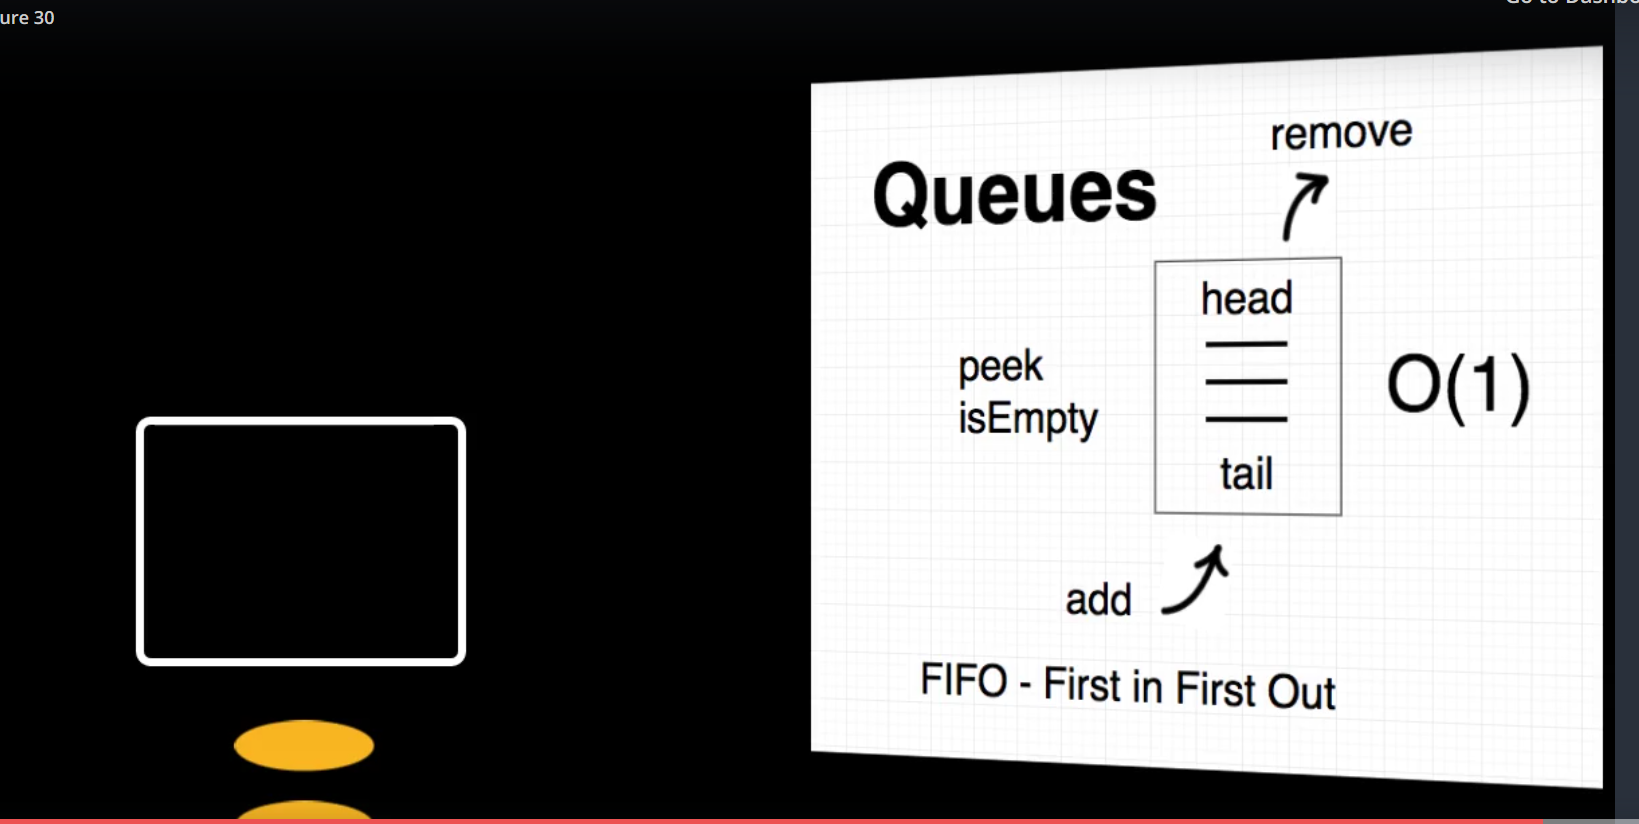 ure 30
Queues
remove
head
peek
isEmpty
O(1)
tail
add
FIFO - First in First Out